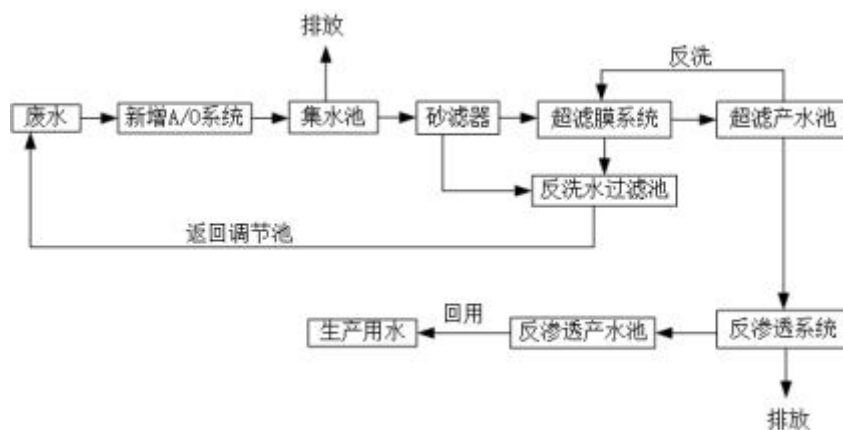 排放
反洗
废水
新增A/O系统
集水池
砂滤器
超滤膜系统
超滤产水池
反洗水过滤池
返回调节池
回用
生产用水
反渗透产水池
反渗透系统
排放